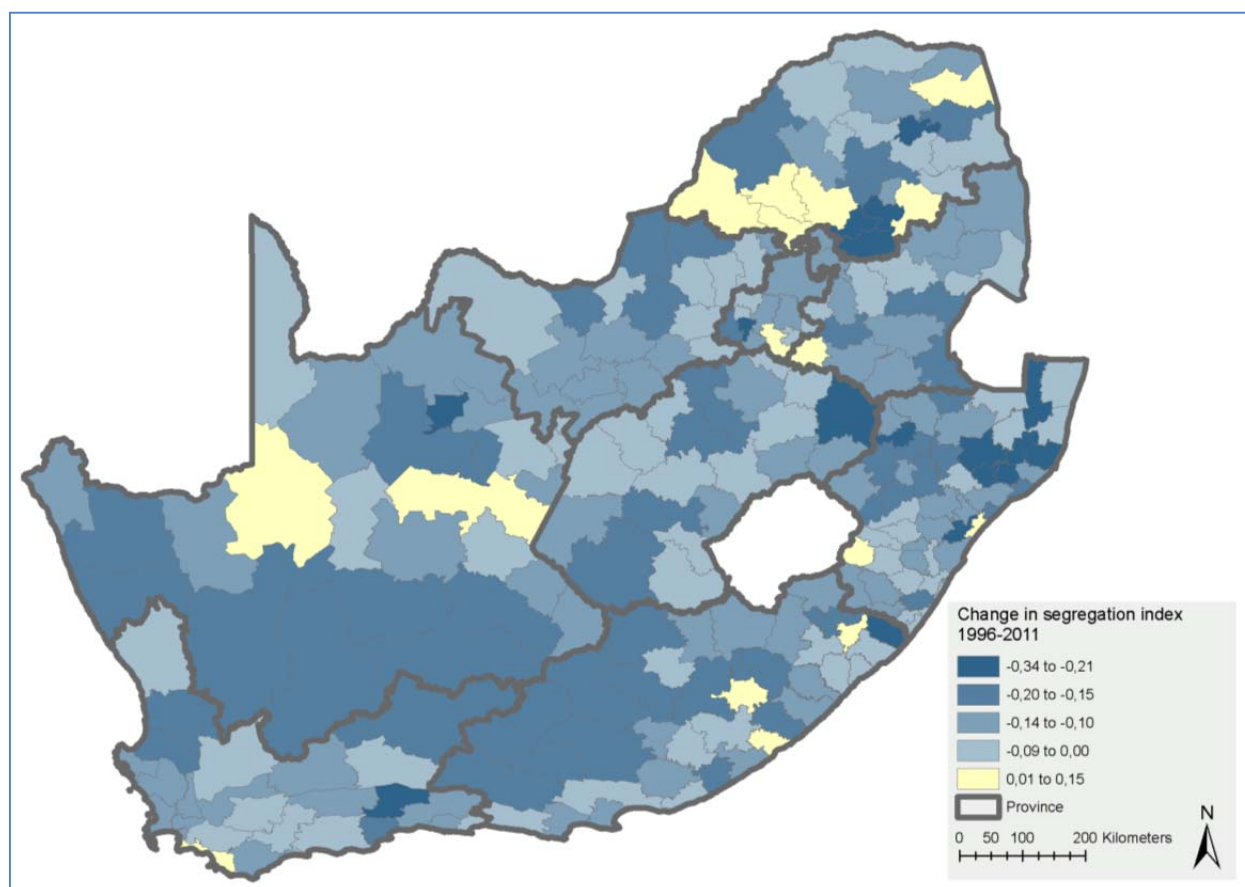 Change in segregation index
1996-2011
-0,34 to -0,21
-0,20 to -0,15
-0,14 to -0,10
-0,09 to 0,00
0,01 to 0,15
Province
0 50 100 200 Kilometers
N